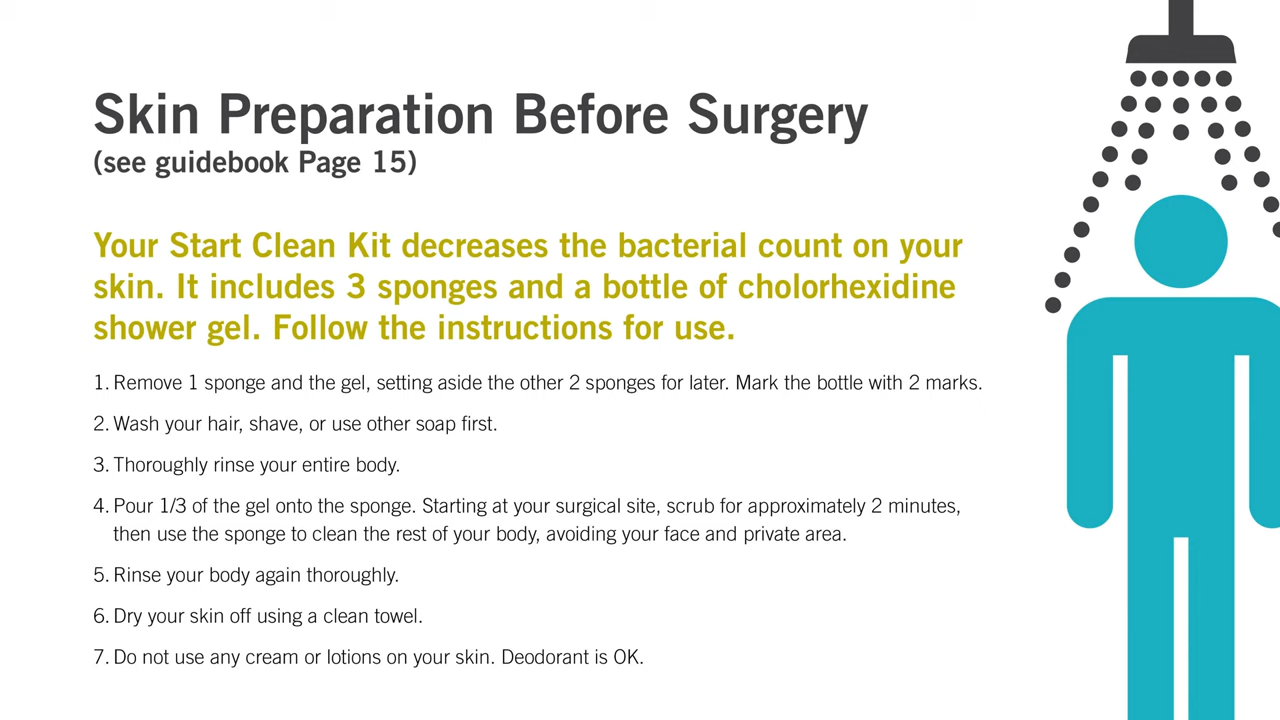 Skin Preparation Before Surgery
(see guidebook Page 15)
Your Start Clean Kit decreases the bacterial count on your
skin. It includes 3 sponges and a bottle of cholorhexidine
shower gel. Follow the instructions for use.
1. Remove 1 sponge and the gel, setting aside the other 2 sponges for later. Mark the bottle with 2 marks.
2. Wash your hair, shave, or use other soap first.
3. Thoroughly rinse your entire body.
4. Pour 1/3 of the gel onto the sponge. Starting at your surgical site, scrub for approximately 2 minutes,
then use the sponge to clean the rest of your body, avoiding your face and private area.
5. Rinse your body again thoroughly.
6. Dry your skin off using a clean towel.
7. Do not use any cream or lotions on your skin. Deodorant is OK.